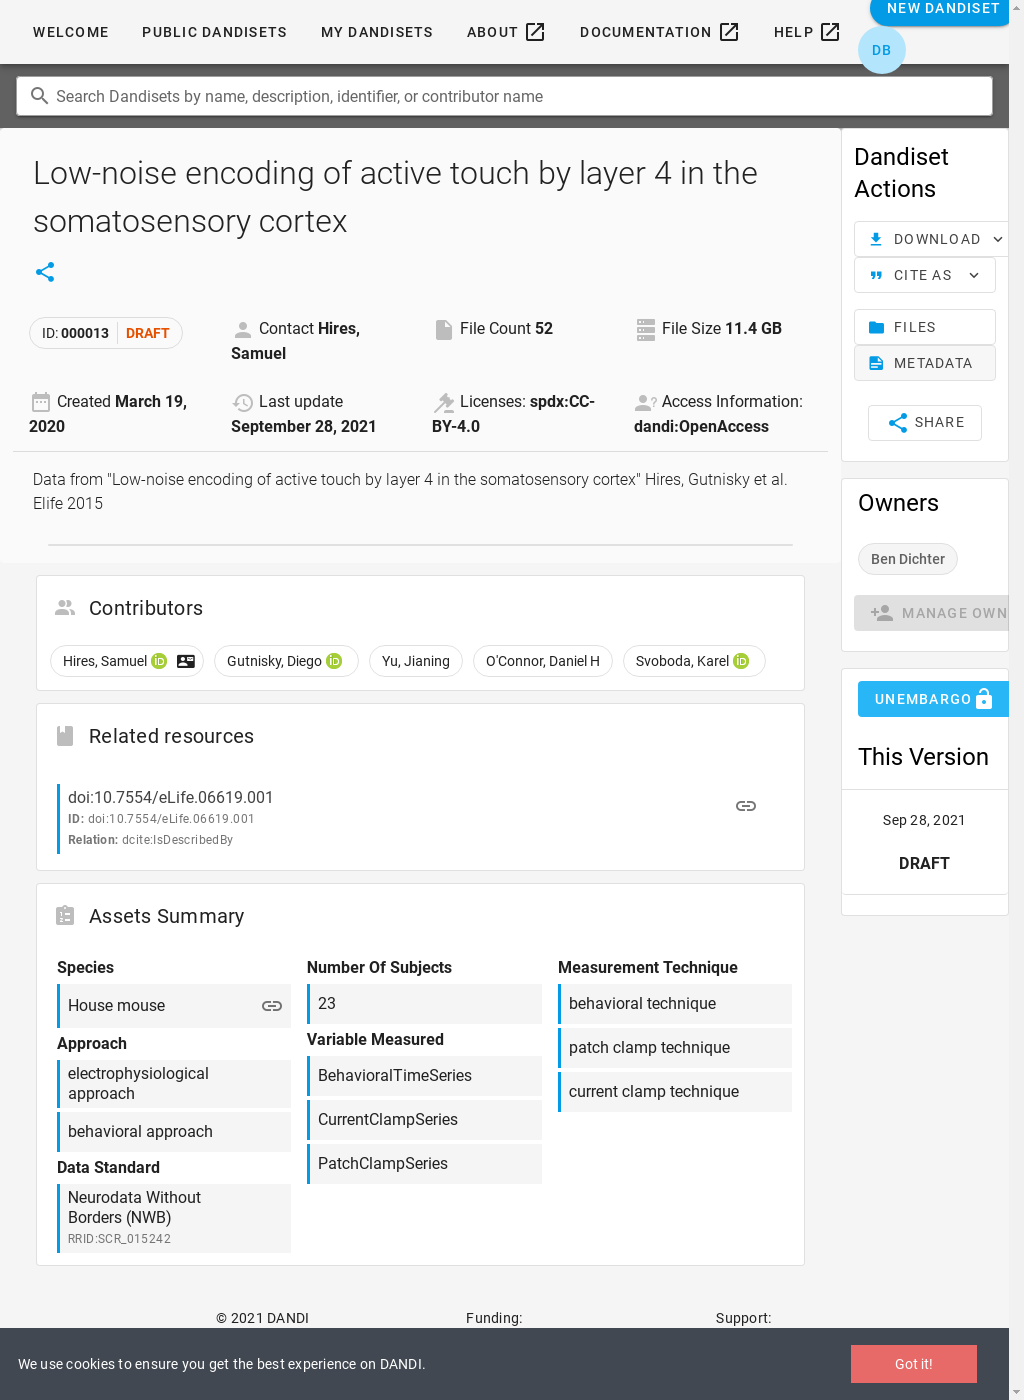 WELCOME
PUBLIC DANDISETS
MY DANDISETS
ABOUT
DOCUMENTATION
HELP
NEW DANDISET
DB
Search Dandisets by name, description, identifier, or contributor name
Low-noise encoding of active touch by layer 4 in the
somatosensory cortex
ID: 000013 DRAFT
Contact Hires,
Samuel
File Count 52
File Size 11.4 GB
Created March 19,
2020
Last update
September 28, 2021
Licenses: spdx:CC-
BY-4.0
Access Information:
dandi:OpenAccess
Data from "Low-noise encoding of active touch by layer 4 in the somatosensory cortex" Hires, Gutnisky et al.
Elife 2015
Contributors
Hires, Samuel
Gutnisky, Diego
Yu, Jianing
O'Connor, Daniel H
Svoboda, Karel
Related resources
doi:10.7554/eLife.06619.001
ID: doi:10.7554/eLife.06619.001
Relation: dcite:IsDescribedBy
Assets Summary
Species
House mouse
Approach
electrophysiological
approach
behavioral approach
Data Standard
Neurodata Without
Borders (NWB)
RRID:SCR_015242
Number Of Subjects
23
Variable Measured
BehavioralTimeSeries
CurrentClampSeries
PatchClampSeries
Measurement Technique
behavioral technique
patch clamp technique
current clamp technique
Dandiset
Actions
DOWNLOAD
CITE AS
FILES
METADATA
SHARE
Owners
Ben Dichter
MANAGE OWN
UNEMBARGO
This Version
Sep 28, 2021
DRAFT
© 2021 DANDI
Funding:
Support:
We use cookies to ensure you get the best experience on DANDI.
Got it!